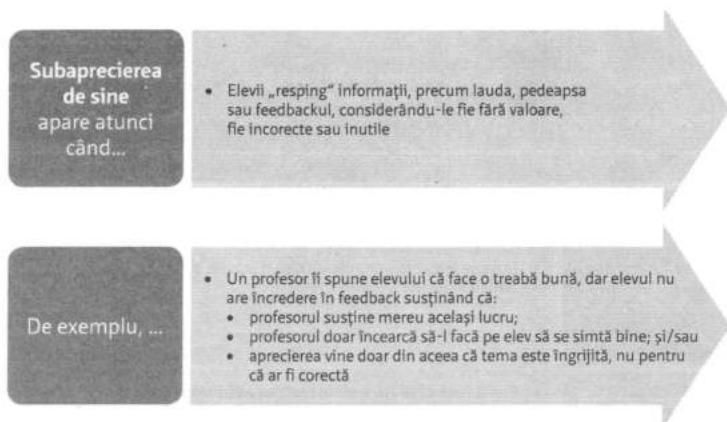 Subaprecierea
de sine
apare atunci
când...
• Elevii „resping“ informații, precum lauda, pedeapsa
sau feedbackul, considerându-le fie fără valoare,
fie incorecte sau inutile
De exemplu, ...
• Un profesor îi spune elevului că face o treabă bună, dar elevul nu
are încredere în feedback susținând că:
• profesorul susține mereu același lucru;
• profesorul doar încearcă să-l facă pe elev să se simtă bine; și/sau
• aprecierea vine doar din aceea că tema este îngrijită, nu pentru
că ar fi corectă